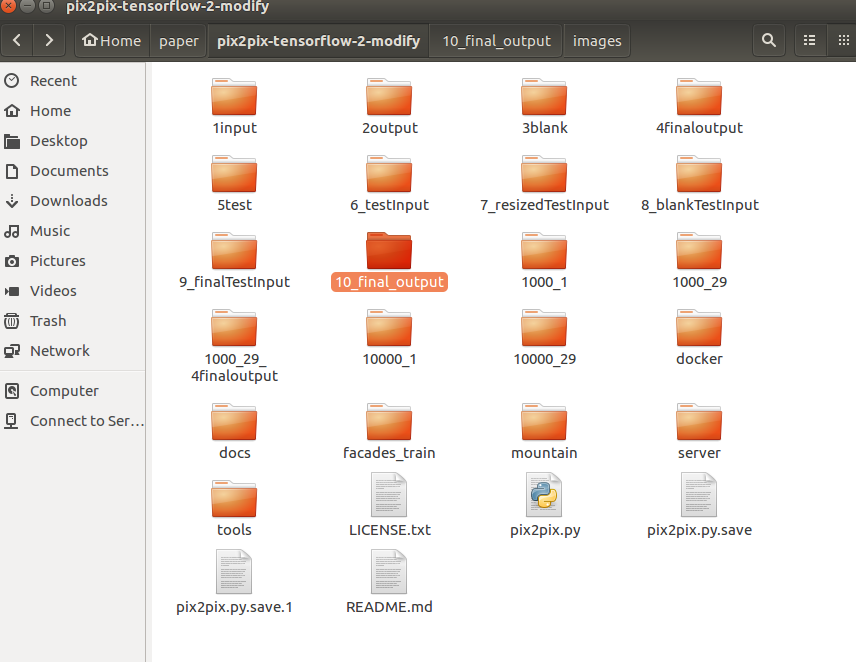 pix2pix-tensorflow-2-modify
Home paper pix2pix-tensorflow-2-modify 10_final_output images
Recent
Home
Desktop
Documents
Downloads
Music
Pictures
Videos
Trash
Network
Computer
Connect to Ser…
1input 2output 3blank 4finaloutput
5test 6_testInput 7_resizedTestInput 8_blankTestInput
9_finalTestInput 10_final_output 1000_1 1000_29
1000_29_
4finaloutput 10000_1 10000_29 docker
docs facades_train mountain server
tools LICENSE.txt pix2pix.py pix2pix.py.save
pix2pix.py.save.1 README.md